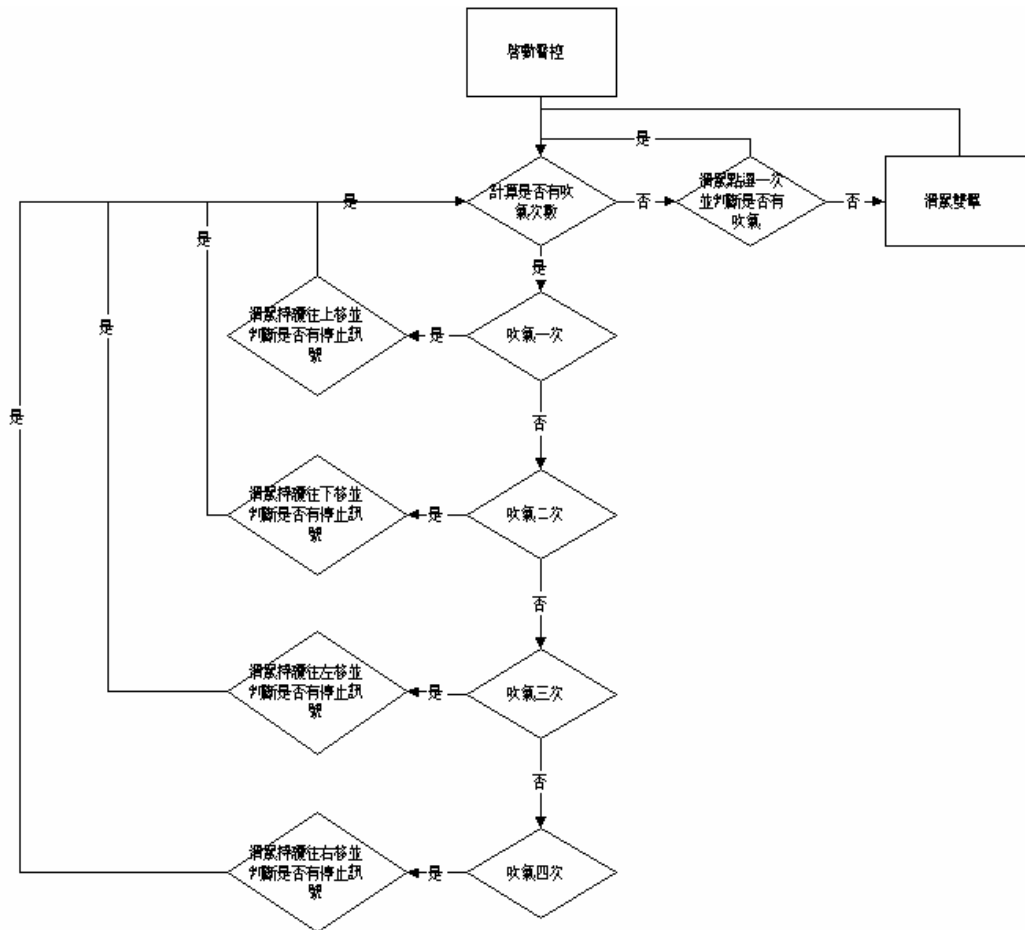 啓動聲控
是
計算是否有吹
氣次數
否
滑鼠點選一次
並判斷是否有
吹氣
否
滑鼠雙擊
是
是
是
滑鼠持續往上移並
判斷是否有停止訊
號
是
吹氣一次
是
是
否
滑鼠持續往下移並
判斷是否有停止訊
號
是
吹氣二次
否
滑鼠持續往左移並
判斷是否有停止訊
號
是
吹氣三次
否
滑鼠持續往右移並
判斷是否有停止訊
號
是
吹氣四次